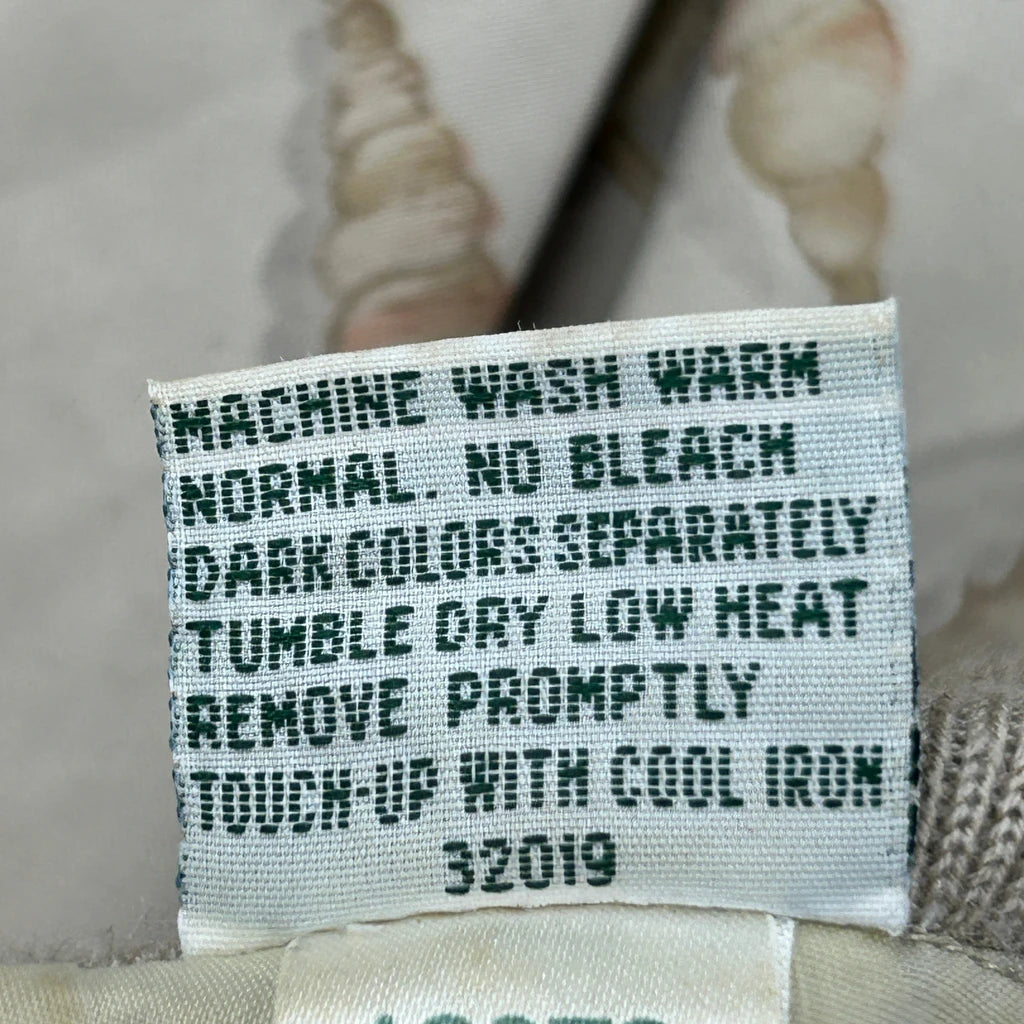 MACHINE WASH WARM
NORMAL. NO BLEACH
DARK COLORS SEPARATELY
TUMBLE DRY LOW HEAT
REMOVE PROMPTLY
TOUCH-UP WITH COOL IRON
32019